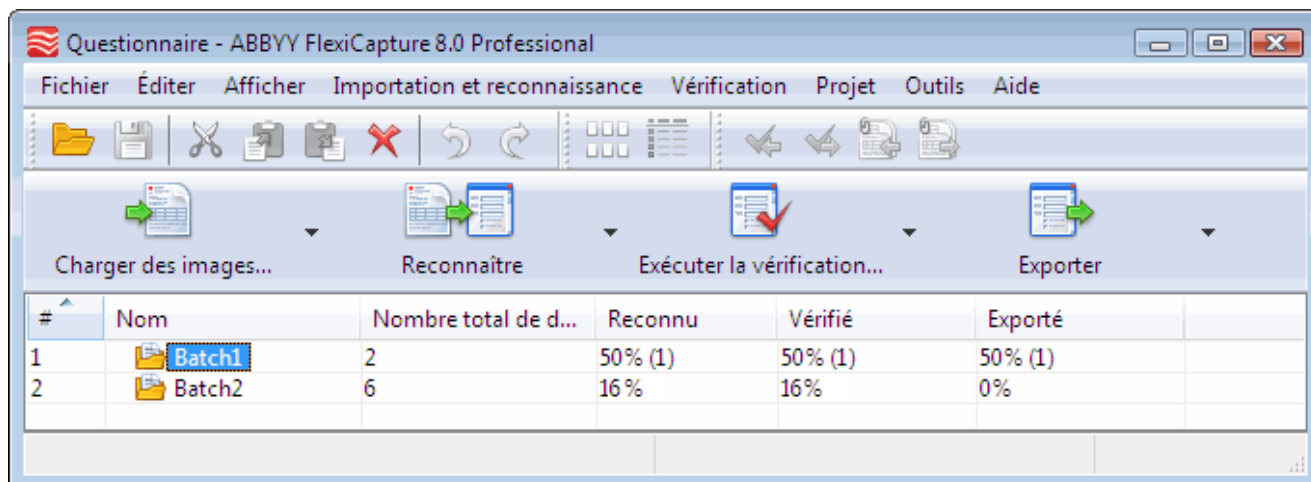 Questionnaire - ABBYY FlexiCapture 8.0 Professional
Fichier Éditer Afficher Importation et reconnaissance Vérification Projet Outils Aide
Charger des images... Reconnaître Exécuter la vérification... Exporter
# Nom Nombre total de d... Reconnu Vérifié Exporté
1 Batch1 2 50% (1) 50% (1) 50% (1)
2 Batch2 6 16% 16% 0%